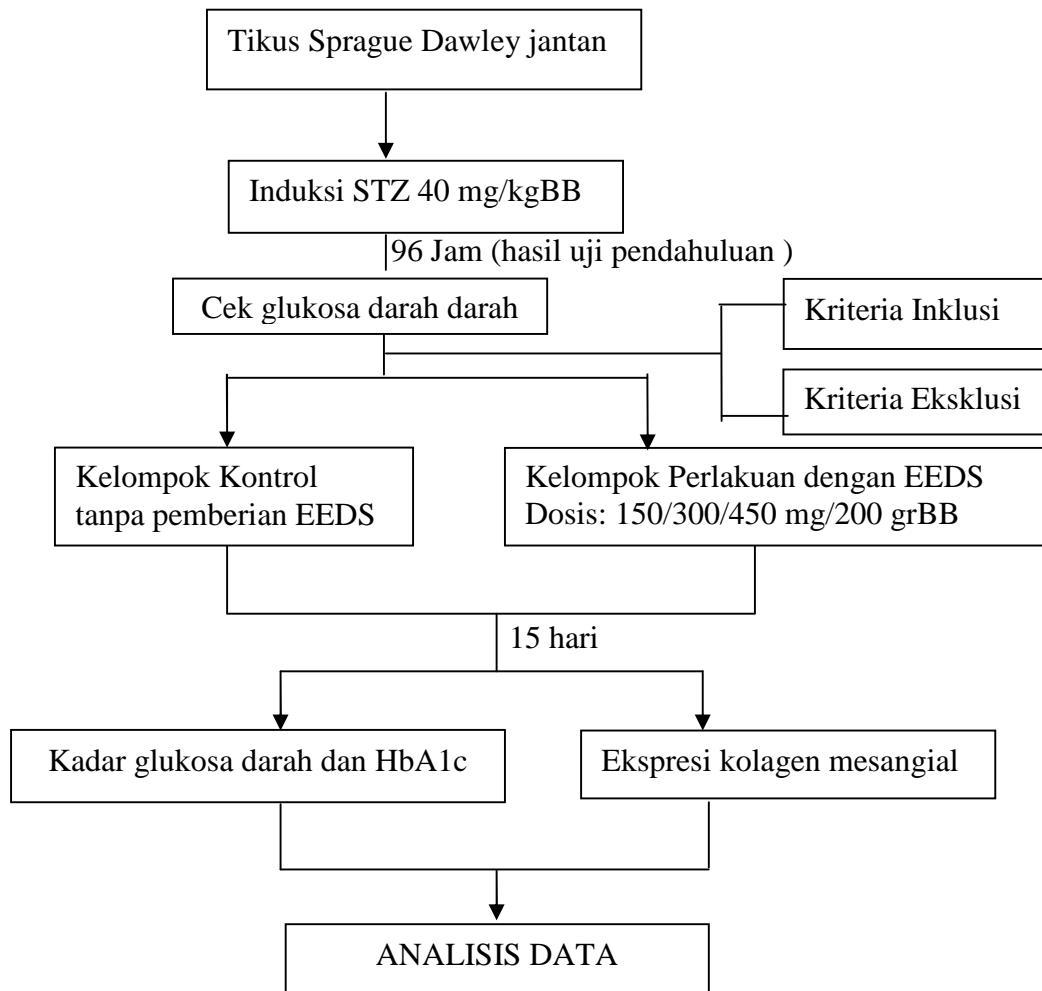 Tikus Sprague Dawley jantan
Induksi STZ 40 mg/kgBB
96 Jam (hasil uji pendahuluan )
Cek glukosa darah darah
Kriteria Inklusi
Kriteria Eksklusi
Kelompok Kontrol
tanpa pemberian EEDS
Kelompok Perlakuan dengan EEDS
Dosis: 150/300/450 mg/200 grBB
15 hari
Kadar glukosa darah dan HbA1c
Ekspresi kolagen mesangial
ANALISIS DATA